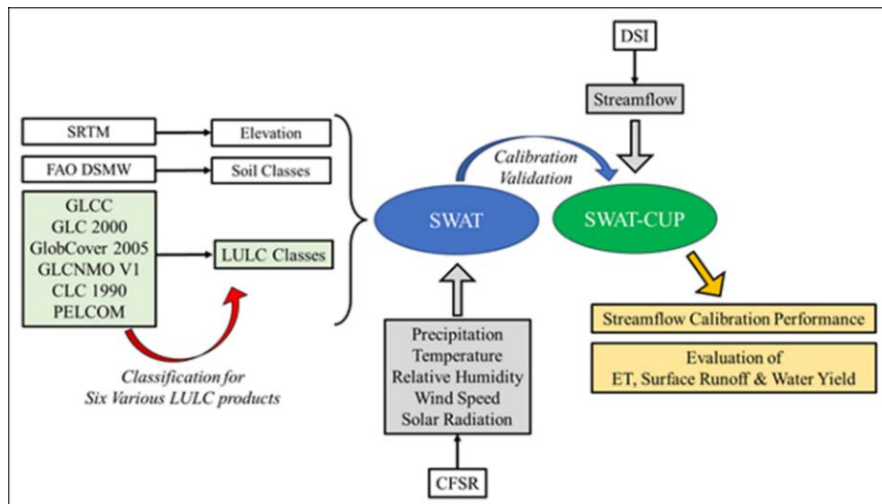 DSI
Streamflow
SRTM
Elevation
FAO DSMW
Soil Classes
GLCC
GLC 2000
GlobCover 2005
GLCNMO V1
CLC 1990
PELCOM
LULC Classes
Classification for
Six Various LULC products
SWAT
Calibration
Validation
SWAT-CUP
Precipitation
Temperature
Relative Humidity
Wind Speed
Solar Radiation
CFSR
Streamflow Calibration Performance
Evaluation of
ET, Surface Runoff & Water Yield